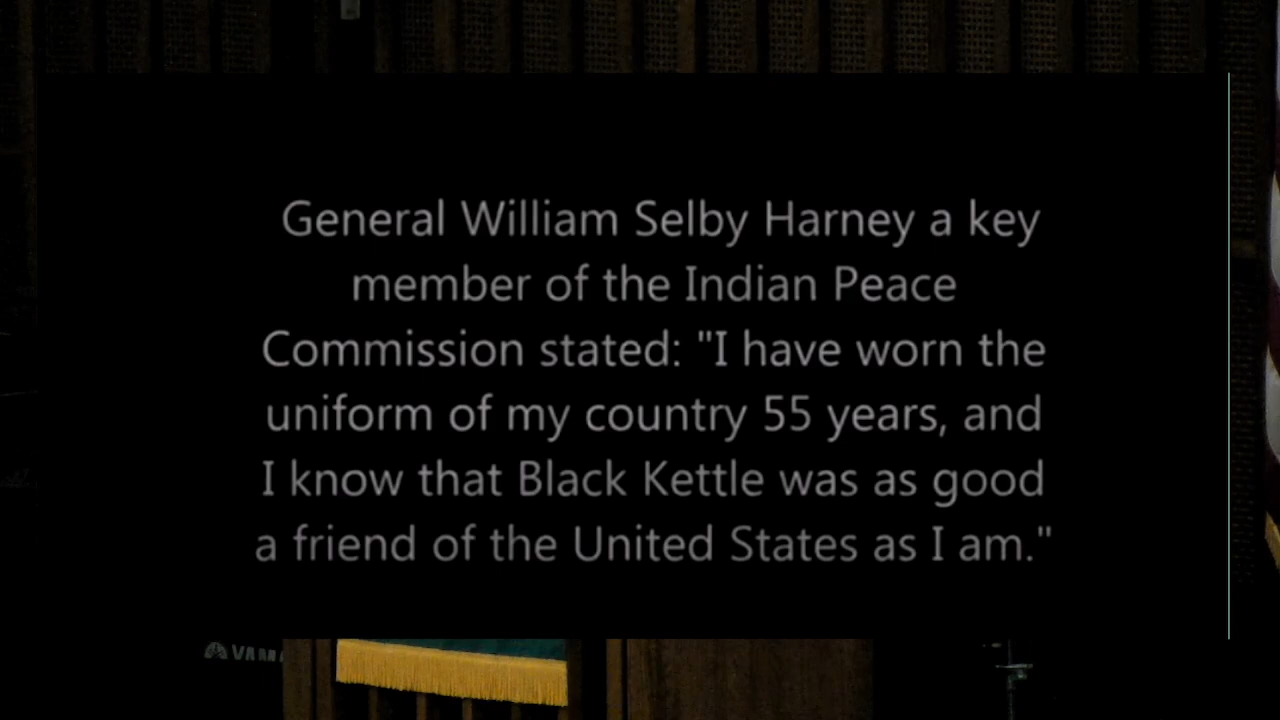 General William Selby Harney a key
member of the Indian Peace
Commission stated: "I have worn the
uniform of my country 55 years, and
I know that Black Kettle was as good
a friend of the United States as I am."